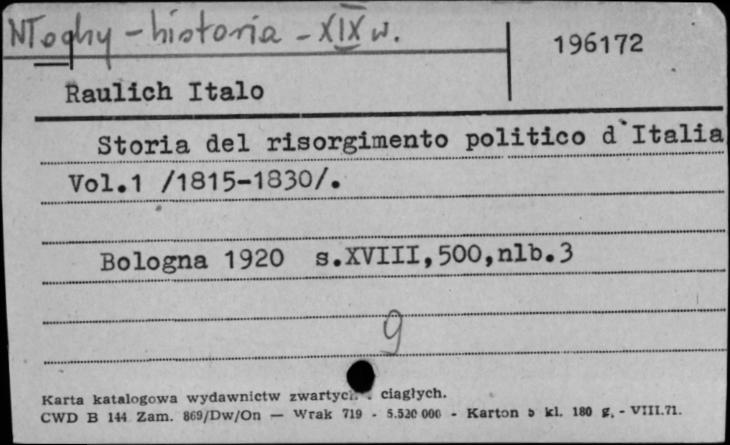 Włochy - historia - XIX w.
196172
Raulich Italo
Storia del risorgimento politico d'Italia
Vol.1 /1815-1830/.
Bologna 1920 s.XVIII,500,nlb.3
9
Karta katalogowa wydawnictw zwartych ciągłych.
CWD B 144 Zam. 869/Dw/On — Wrak 719 - 5.520 000 - Karton kl. 180 g. - VIII.71.